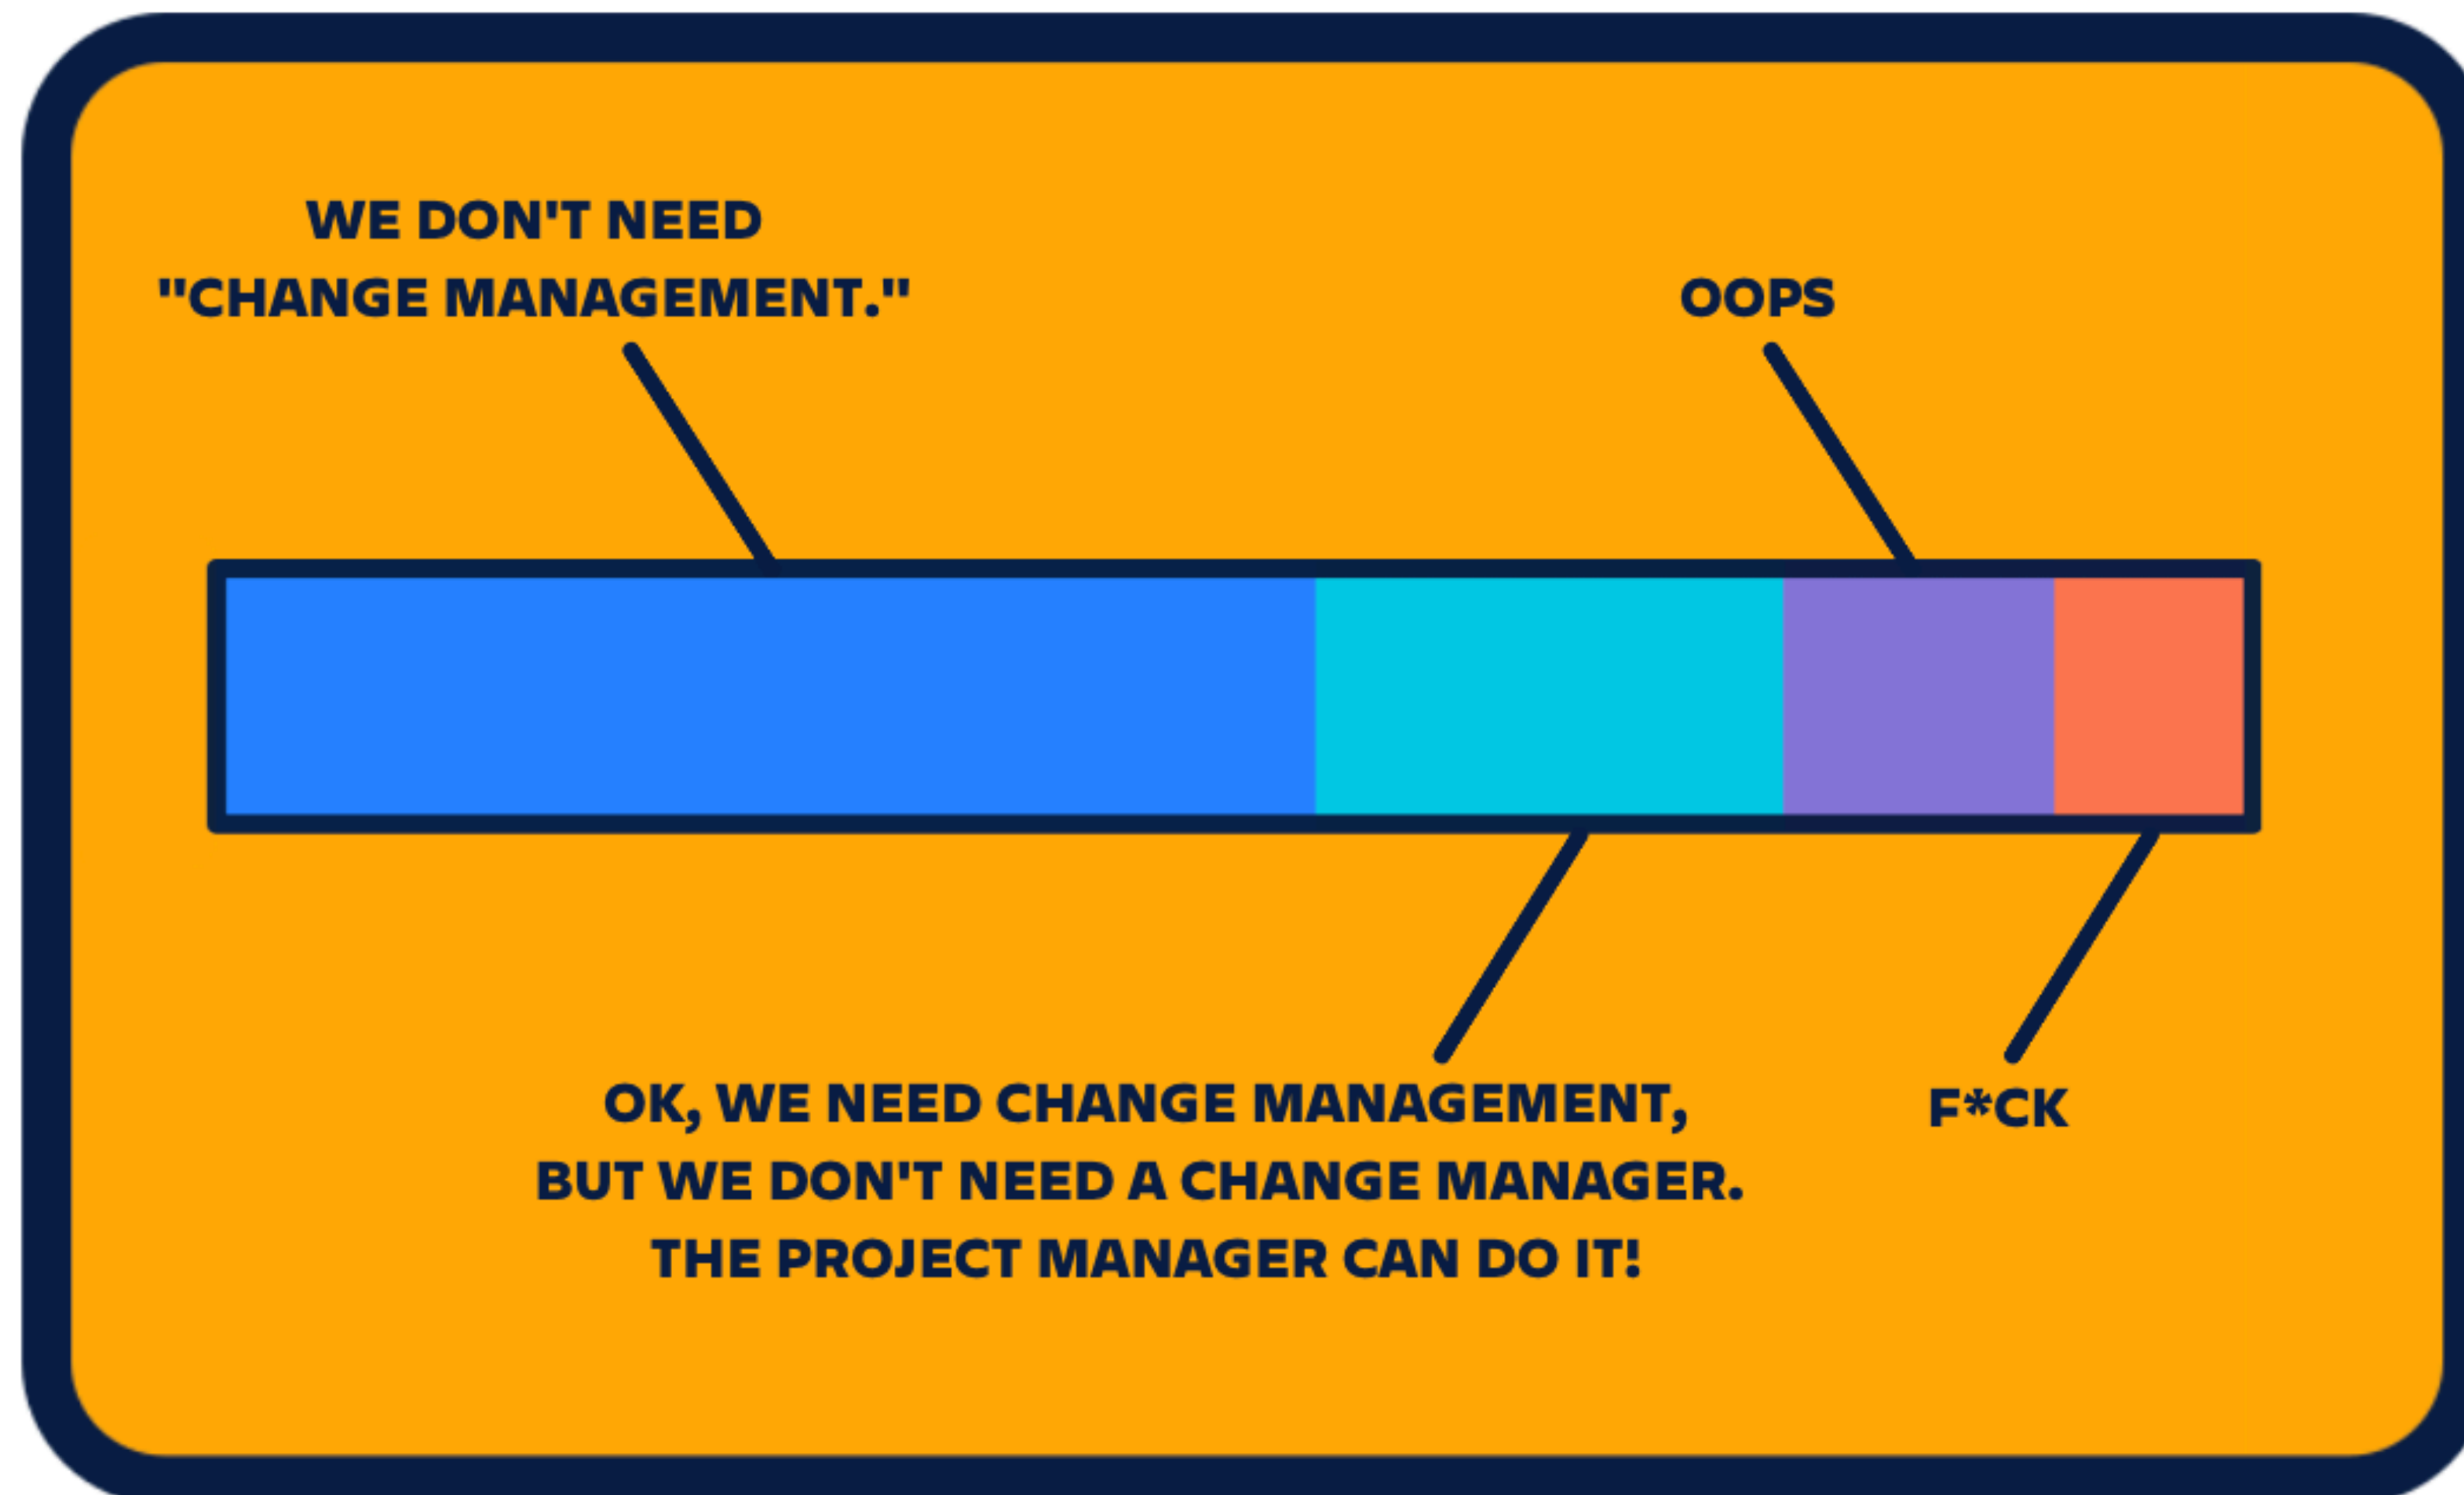 WE DON'T NEED
"CHANGE MANAGEMENT."
OOPS
OK, WE NEED CHANGE MANAGEMENT,
BUT WE DON'T NEED A CHANGE MANAGER.
THE PROJECT MANAGER CAN DO IT!
F*CK